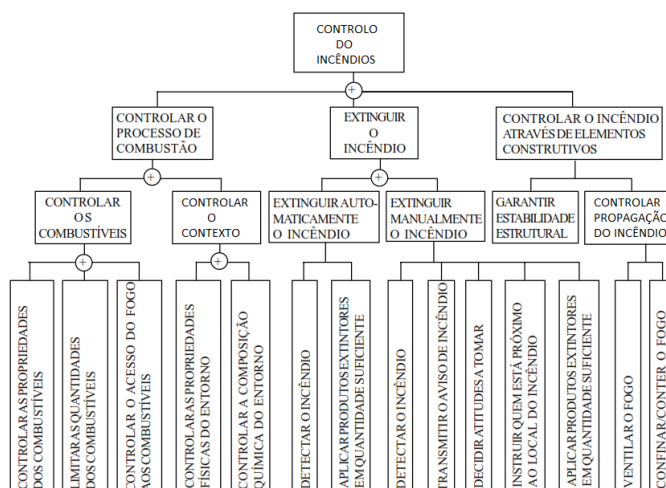 CONTROLO
DO
INCÊNDIOS
+
CONTROLAR O
PROCESSO DE
COMBUSTÃO
EXTINGUIR
O
INCÊNDIO
CONTROLAR O INCÊNDIO
ATRAVÉS DE ELEMENTOS
CONSTRUTIVOS
+
+
CONTROLAR
OS
COMBUSTÍVEIS
CONTROLAR
O
CONTEXTO
EXTINGUIR AUTO-
MATICAMENTE
O INCÊNDIO
EXTINGUIR
MANUALMENTE
O INCÊNDIO
GARANTIR
ESTABILIDADE
ESTRUTURAL
CONTROLAR
PROPAGAÇÃO
DO INCÊNDIO
+
+
CONTROLAR AS PROPRIEDADES
DOS COMBUSTÍVEIS
LIMITAR AS QUANTIDADES
DOS COMBUSTÍVEIS
CONTROLAR O ACESSO DO FOGO
AOS COMBUSTIVEIS
CONTROLAR AS PROPRIEDADES
FÍSICAS DO ENTORNO
CONTROLAR A COMPOSIÇÃO
QUÍMICA DO ENTORNO
DETECTAR O INCÊNDIO
APLICAR PRODUTOS EXTINTORES
EM QUANTIDADE SUFICIENTE
DETECTAR O INCÊNDIO
TRANSMITIR O AVISO DE INCÊNDIO
DECIDIR ATITUDES A TOMAR
INSTRUIR QUEM ESTÁ PRÓXIMO
AO LOCAL DO INCÊNDIO
APLICAR PRODUTOS EXTINTORES
EM QUANTIDADE SUFICIENTE
VENTILAR O FOGO
CONFINAR/CONTER O FOGO